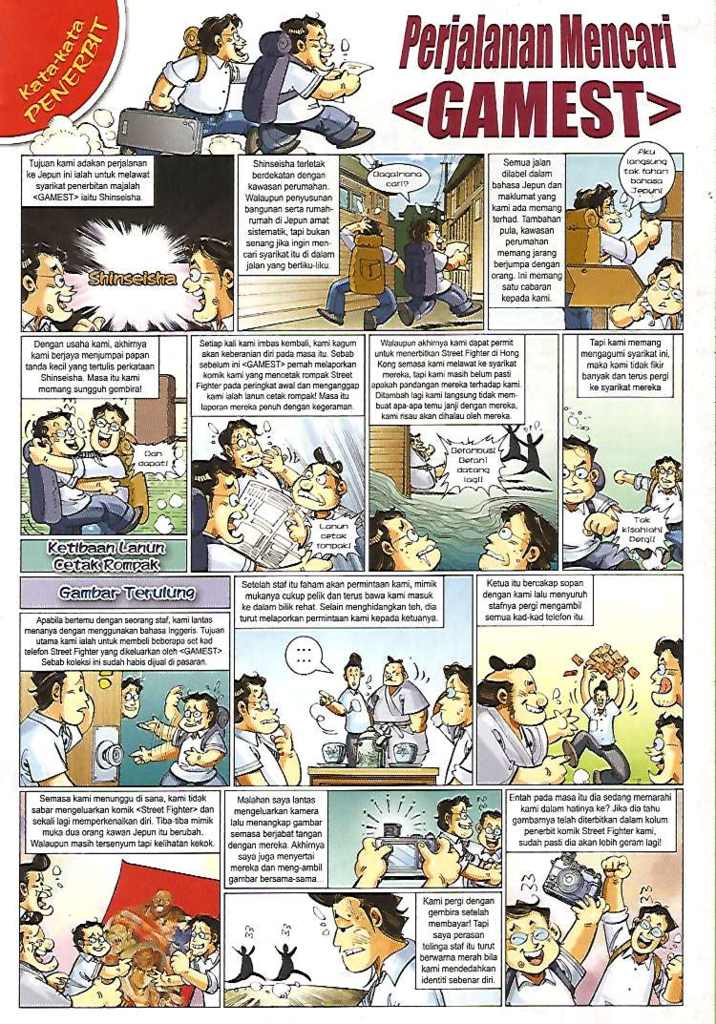 Kata-kata
PENERBIT
Perjalanan Mencari
<GAMEST>
Tujuan kami adakan perjalanan
ke Jepun ini ialah untuk melawat
syarikat penerbitan majalah
<GAMEST> iaitu Shinseisha.
Shinseisha
Shinseisha terletak
berdekatan dengan
kawasan perumahan.
Walaupun penyusunan
bangunan serta rumah-
rumah di Jepun amat
sistematik, tapi bukan
senang jika ingin men-
cari syarikat itu di dalam
jalan yang berliku-liku.
Bagaimana
cari?
Semua jalan
dilabel dalam
bahasa Jepun dan
maklumat yang
kami ada memang
terhad. Tambahan
pula, kawasan
perumahan
memang jarang
berjumpa dengan
orang. Ini memang
satu cabaran
kepada kami.
Aku
langsung tak
faham bahasa
Jepun!
Dengan usaha kami, akhirnya
kami berjaya menjumpai papan
tanda kecil yang tertulis perkataan
Shinseisha. Masa itu kami
memang sungguh gembira!
Dah
dapat!
Ketibaan Lanun
Cetak Rompak
Setiap kali kami imbas kembali, kami kagum
akan keberanian diri pada masa itu. Sebab
sebelum ini <GAMEST> pernah melaporkan
komik kami yang mencetak rompak Street
Fighter pada peringkat awal dan menganggap
kami ialah lanun cetak rompak! Masa itu
laporan mereka penuh dengan kegeraman.
Lanun
cetak
rompak!
Walaupun akhirnya kami dapat permit
untuk menerbitkan Street Fighter di Hong
Kong semasa kami melawat ke syarikat
mereka, tapi kami masih belum pasti
apakah pandangan mereka terhadap kami.
Ditambah lagi kami langsung tidak mem-
buat apa-apa temu janji dengan mereka,
kami risau akan dihalau oleh mereka.
Berambus!
Berani
datang
lagi!
Tapi kami memang
mengagumi syarikat ini,
maka kami tidak fikir
banyak dan terus pergi
ke syarikat mereka
Tak
kisahlah!
Pergi!
Gambar Terulung
Apabila bertemu dengan seorang staf, kami lantas
menanya dengan menggunakan bahasa Inggeris. Tujuan
utama kami ialah untuk membeli beberapa set kad
telefon Street Fighter yang dikeluarkan oleh <GAMEST>
Sebab koleksi ini sudah habis dijual di pasaran.
Setelah staf itu faham akan permintaan kami, mimik
mukanya cukup pelik dan terus bawa kami masuk
ke dalam bilik rehat. Selain menghidangkan teh, dia
turut melaporkan permintaan kami kepada ketuanya.
...
Ketua itu bercakap sopan
dengan kami lalu menyuruh
stafnya pergi mengambil
semua kad-kad telefon itu.
Semasa kami menunggu di sana, kami tidak
sabar mengeluarkan komik <Street Fighter> dan
sekali lagi memperkenalkan diri. Tiba-tiba mimik
muka dua orang kawan Jepun itu berubah.
Walaupun masih tersenyum tapi kelihatan kekok.
Malahan saya lantas
mengeluarkan kamera
lalu menangkap gambar
semasa berjabat tangan
dengan mereka. Akhirnya
saya juga menyertai
mereka dan meng-ambil
gambar bersama-sama.
Kami pergi
dengan
gembira setelah
membayar! Tapi
saya perasan
telinga staf itu turut
berwarna merah bila
kami mendedahkan
identiti sebenar diri.
Entah pada masa itu dia sedang memarahi
kami dalam hatinya ke? Jika dia tahu
gambarnya telah diterbitkan dalam kolum
penerbit komik Street Fighter kami,
sudah pasti dia akan lebih geram lagi!